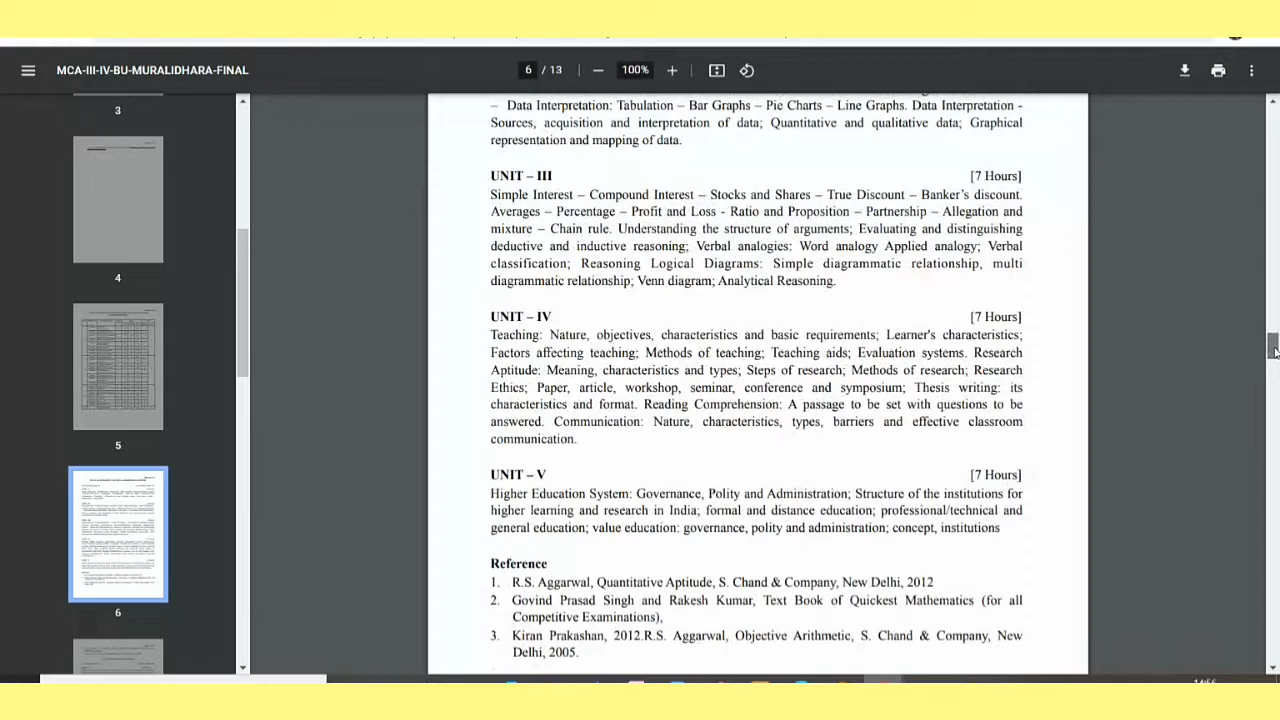 MCA-III-IV-BU-MURALIDHARA-FINAL
6 / 13
100%
3
4
5
6
– Data Interpretation: Tabulation – Bar Graphs – Pie Charts – Line Graphs. Data Interpretation -
Sources, acquisition and interpretation of data; Quantitative and qualitative data; Graphical
representation and mapping of data.
UNIT – III [7 Hours]
Simple Interest – Compound Interest – Stocks and Shares – True Discount – Banker's discount.
Averages – Percentage – Profit and Loss - Ratio and Proposition – Partnership – Allegation and
mixture – Chain rule. Understanding the structure of arguments; Evaluating and distinguishing
deductive and inductive reasoning; Verbal analogies: Word analogy Applied analogy; Verbal
classification; Reasoning Logical Diagrams: Simple diagrammatic relationship, multi
diagrammatic relationship; Venn diagram; Analytical Reasoning.
UNIT – IV [7 Hours]
Teaching: Nature, objectives, characteristics and basic requirements; Learner's characteristics;
Factors affecting teaching; Methods of teaching; Teaching aids; Evaluation systems. Research
Aptitude: Meaning, characteristics and types; Steps of research; Methods of research; Research
Ethics; Paper, article, workshop, seminar, conference and symposium; Thesis writing: its
characteristics and format. Reading Comprehension: A passage to be set with questions to be
answered. Communication: Nature, characteristics, types, barriers and effective classroom
communication.
UNIT – V [7 Hours]
Higher Education System: Governance, Polity and Administration; Structure of the institutions for
higher learning and research in India; formal and distance education; professional/technical and
general education; value education: governance, polity and administration; concept, institutions
Reference
1. R.S. Aggarwal, Quantitative Aptitude, S. Chand & Company, New Delhi, 2012
2. Govind Prasad Singh and Rakesh Kumar, Text Book of Quickest Mathematics (for all
Competitive Examinations),
3. Kiran Prakashan, 2012.R.S. Aggarwal, Objective Arithmetic, S. Chand & Company, New
Delhi, 2005.